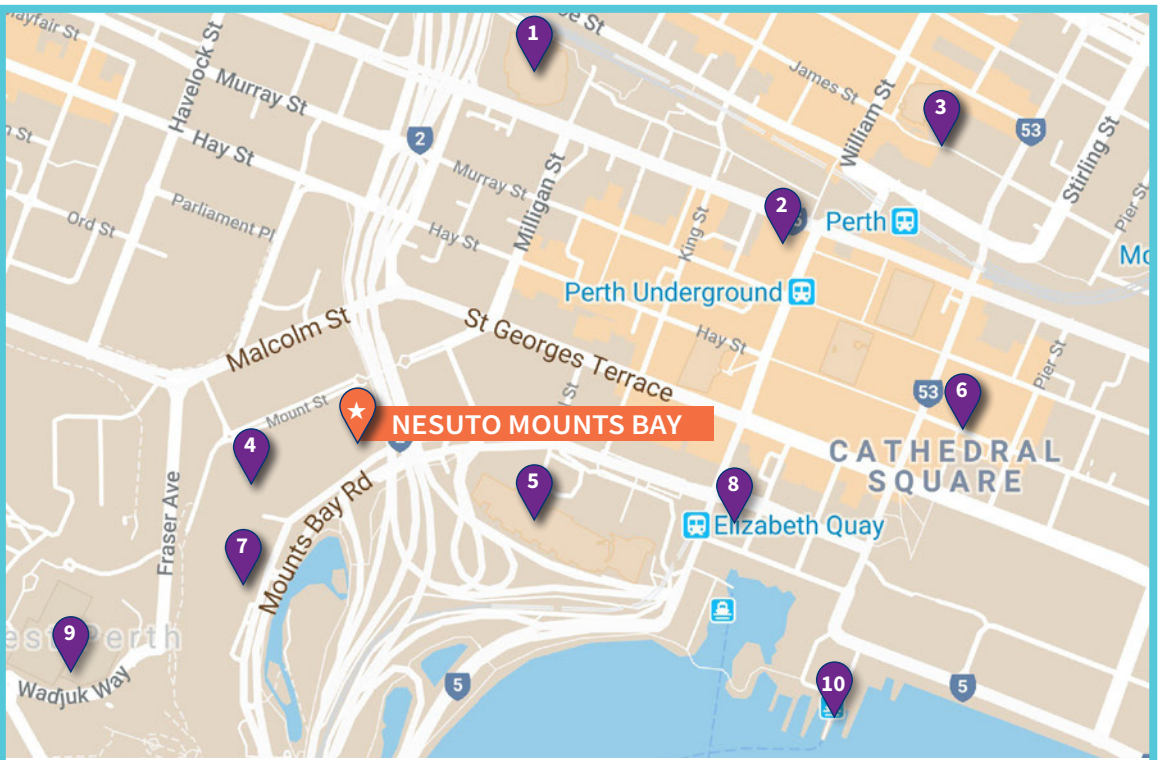 1
Murray St
Havelock St
Hay St
2
James St
William St
3
53
Stirling St
Murray St
Milligan St
Ord St
Parliament Pl
Hay St
King St
2
Perth
Pier St
Perth Underground
Malcolm St
St Georges Terrace
Hay St
Pier St
Mount St
NESUTO MOUNTS BAY
53
6
4
CATHEDRAL
SQUARE
5
8
Fraser Ave
Mounts Bay Rd
Elizabeth Quay
7
9
Wadjuk Way
5
10
5